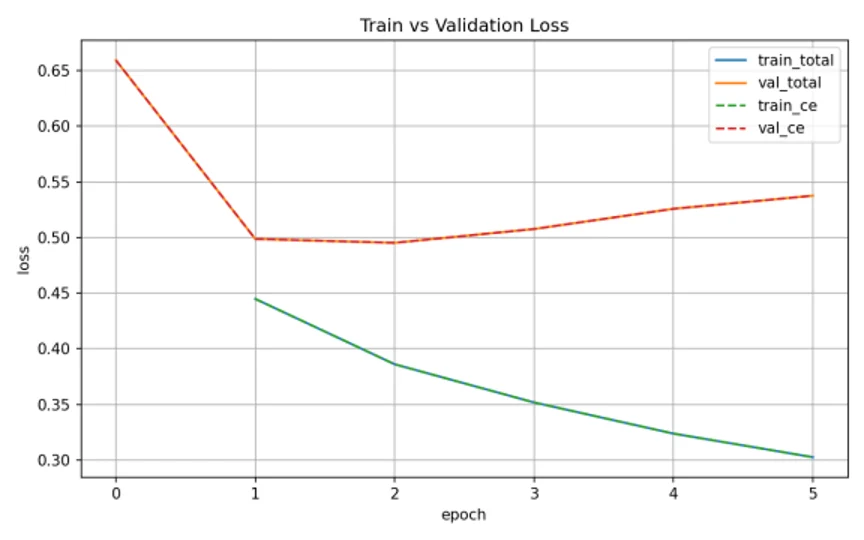 Train vs Validation Loss
train_total
val_total
train_ce
val_ce
0.65
0.60
0.55
0.50
0.45
0.40
0.35
0.30
loss
0 1 2 3 4 5
epoch